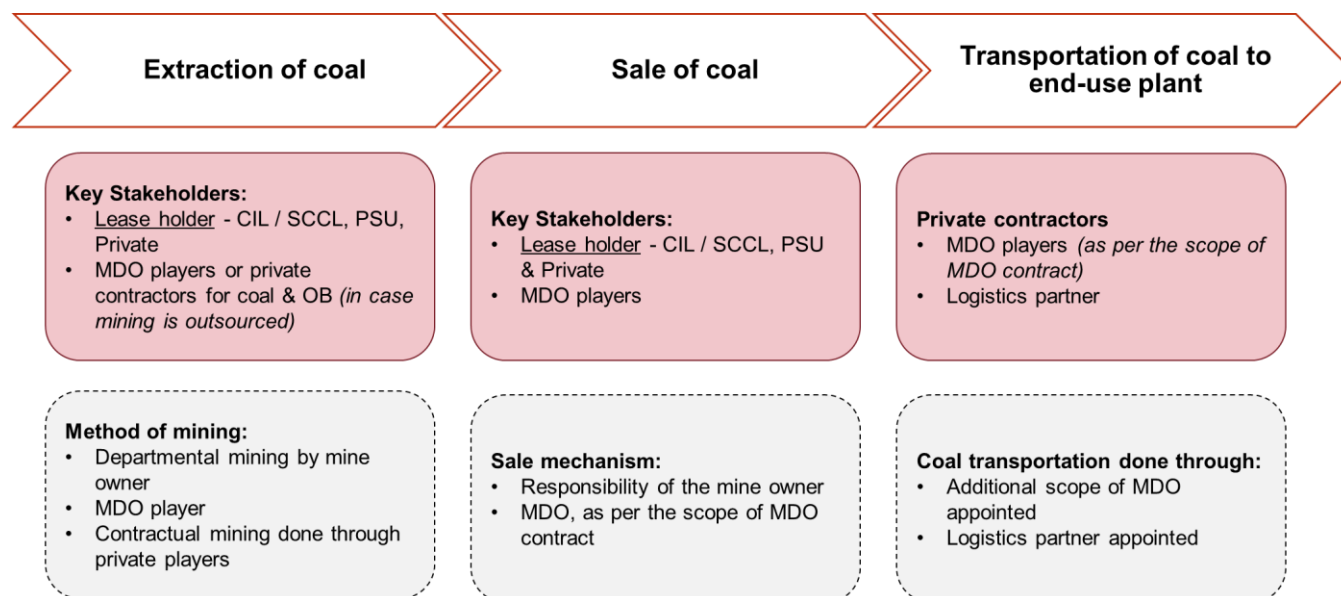 Extraction of coal
Sale of coal
Transportation of coal to
end-use plant
Key Stakeholders:
• Lease holder - CIL / SCCL, PSU,
Private
• MDO players or private
contractors for coal & OB (in case
mining is outsourced)
Key Stakeholders:
• Lease holder - CIL / SCCL, PSU
& Private
• MDO players
Private contractors
• MDO players (as per the scope of
MDO contract)
• Logistics partner
Method of mining:
• Departmental mining by mine
owner
• MDO player
• Contractual mining done through
private players
Sale mechanism:
• Responsibility of the mine owner
• MDO, as per the scope of MDO
contract
Coal transportation done through:
• Additional scope of MDO
appointed
• Logistics partner appointed